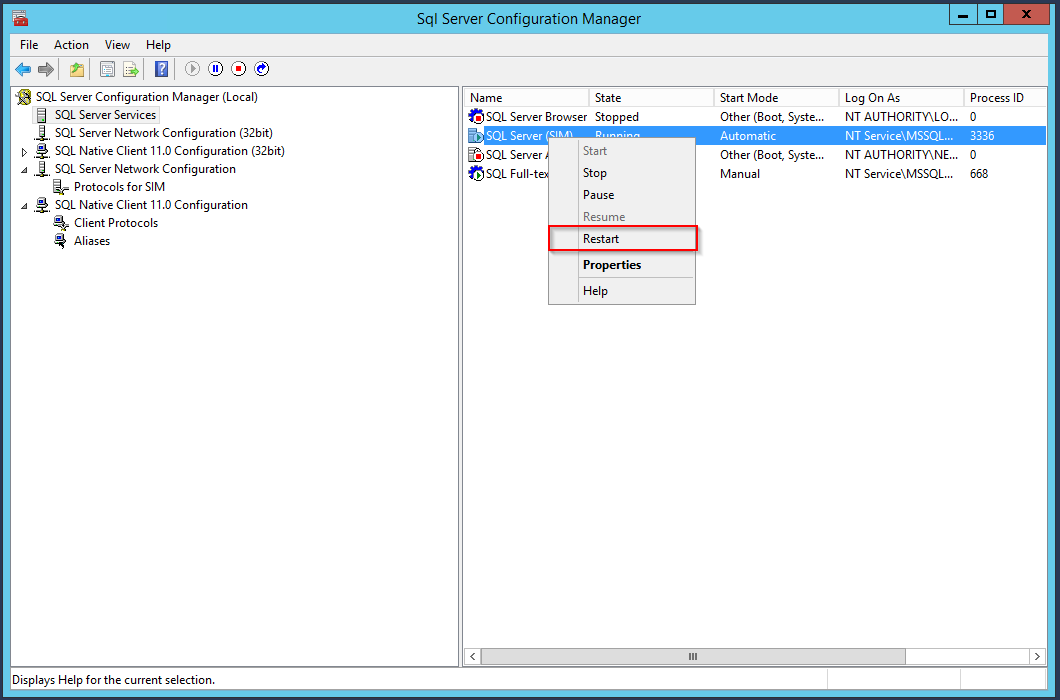 Sql Server Configuration Manager
File Action View Help
SQL Server Configuration Manager (Local)
SQL Server Services
SQL Server Network Configuration (32bit)
SQL Native Client 11.0 Configuration (32bit)
SQL Server Network Configuration
Protocols for SIM
SQL Native Client 11.0 Configuration
Client Protocols
Aliases
Name State Start Mode Log On As Process ID
SQL Server Browser Stopped Other (Boot, Syste... NT AUTHORITY\LO... 0
SQL Server (SIM) Running Automatic NT Service\MSSQL... 3336
SQL Server A Other (Boot, Syste... NT AUTHORITY\NE... 0
SQL Full-tex Manual NT Service\MSSQL... 668
Start
Stop
Pause
Resume
Restart
Properties
Help
Displays Help for the current selection.